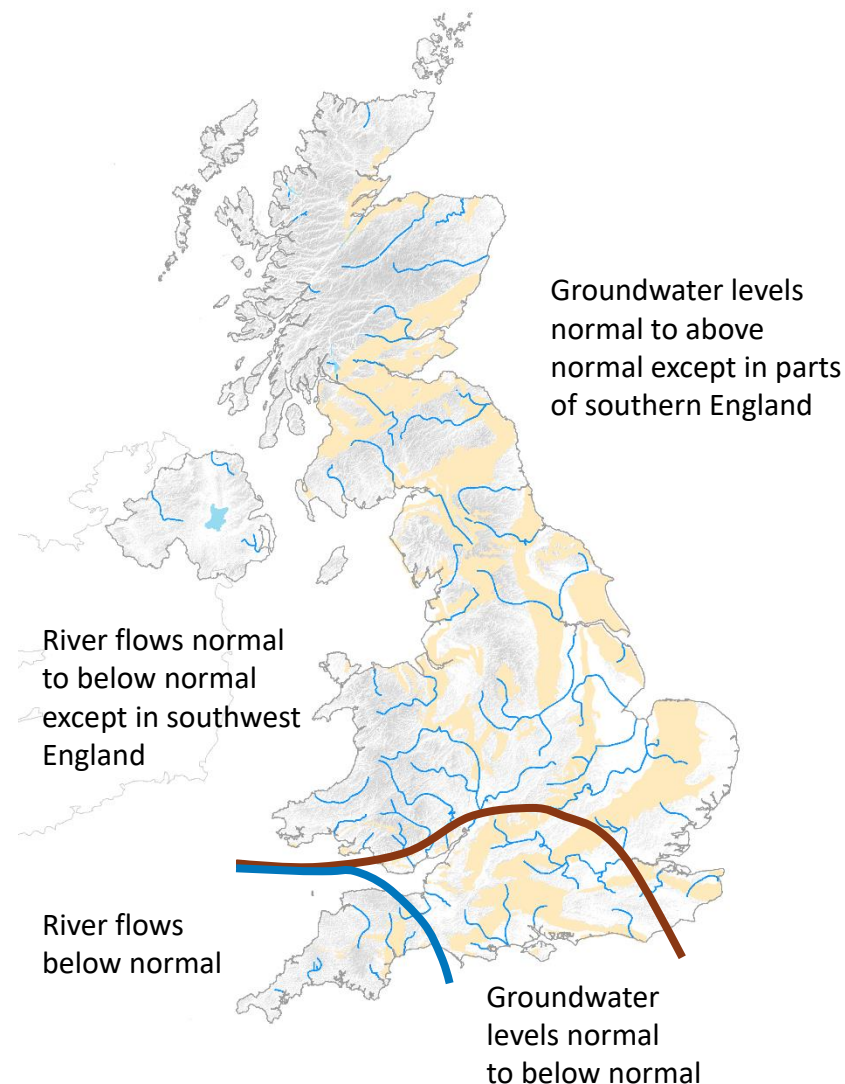 Groundwater levels
normal to above
normal except in parts
of southern England
River flows normal
to below normal
except in southwest
England
River flows
below normal
Groundwater
levels normal
to below normal